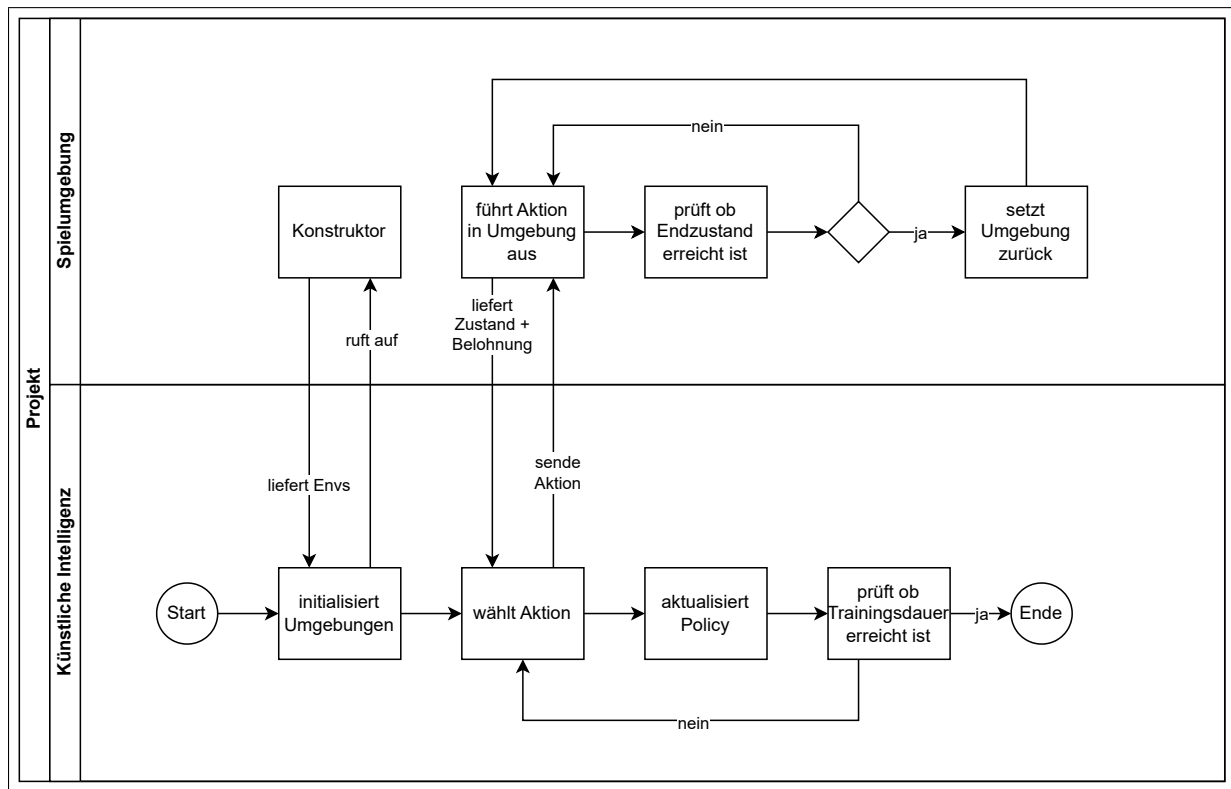 Projekt
Spielumgebung
nein
Konstruktor
führt Aktion
in Umgebung
aus
prüft ob
Endzustand
erreicht ist
ja
setzt
Umgebung
zurück
ruft auf
liefert
Zustand +
Belohnung
liefert Envs
sende
Aktion
Künstliche Intelligenz
Start
initialisiert
Umgebungen
wählt Aktion
aktualisiert
Policy
prüft ob
Trainingsdauer
erreicht ist
ja
Ende
nein